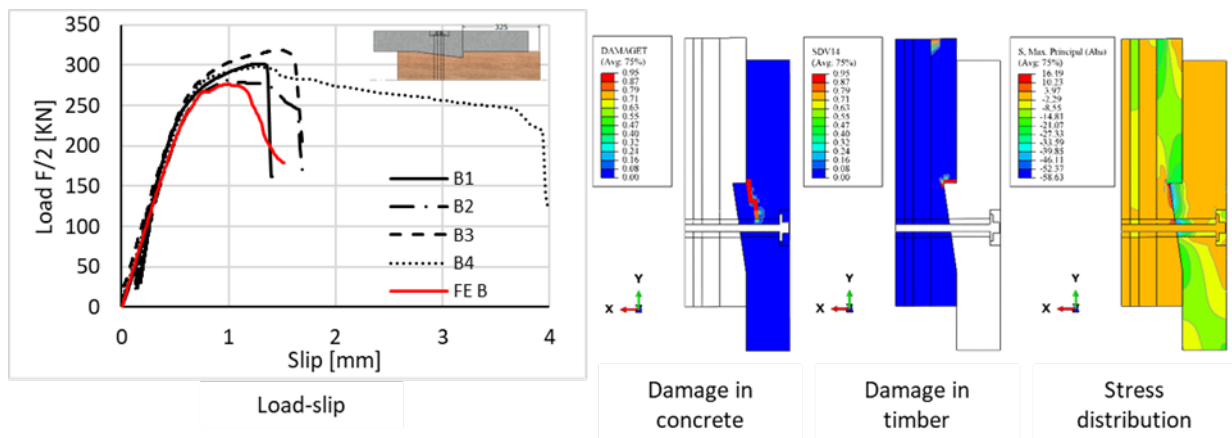 350
300
250
200
150
100
50
0
Load F/2 [KN]
325
B1
B2
B3
B4
FE B
0
1
2
3
4
Slip [mm]
Load-slip
DAMAGET
(Avg: 75%)
0.95
0.87
0.79
0.71
0.63
0.55
0.47
0.40
0.32
0.24
0.16
0.08
0.00
Y
X
Damage in
concrete
SDV14
(Avg: 75%)
0.95
0.87
0.79
0.71
0.63
0.55
0.47
0.40
0.32
0.24
0.16
0.08
0.00
Y
X
Damage in
timber
S, Max. Principal (Abs)
(Avg: 75%)
16.19
10.23
3.97
-2.29
-8.55
-14.81
-21.07
-27.33
-33.59
-39.85
-46.11
-52.37
-58.63
Y
X
Stress
distribution